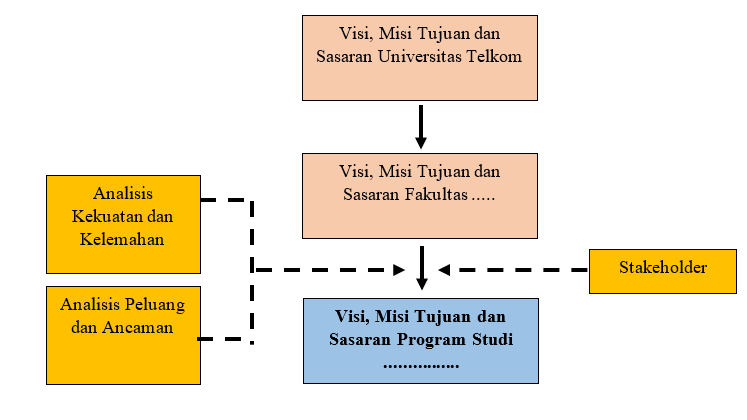 Visi, Misi Tujuan dan
Sasaran Universitas Telkom
Visi, Misi Tujuan dan
Sasaran Fakultas .....
Analisis
Kekuatan dan
Kelemahan
Stakeholder
Analisis Peluang
dan Ancaman
Visi, Misi Tujuan dan
Sasaran Program Studi
................